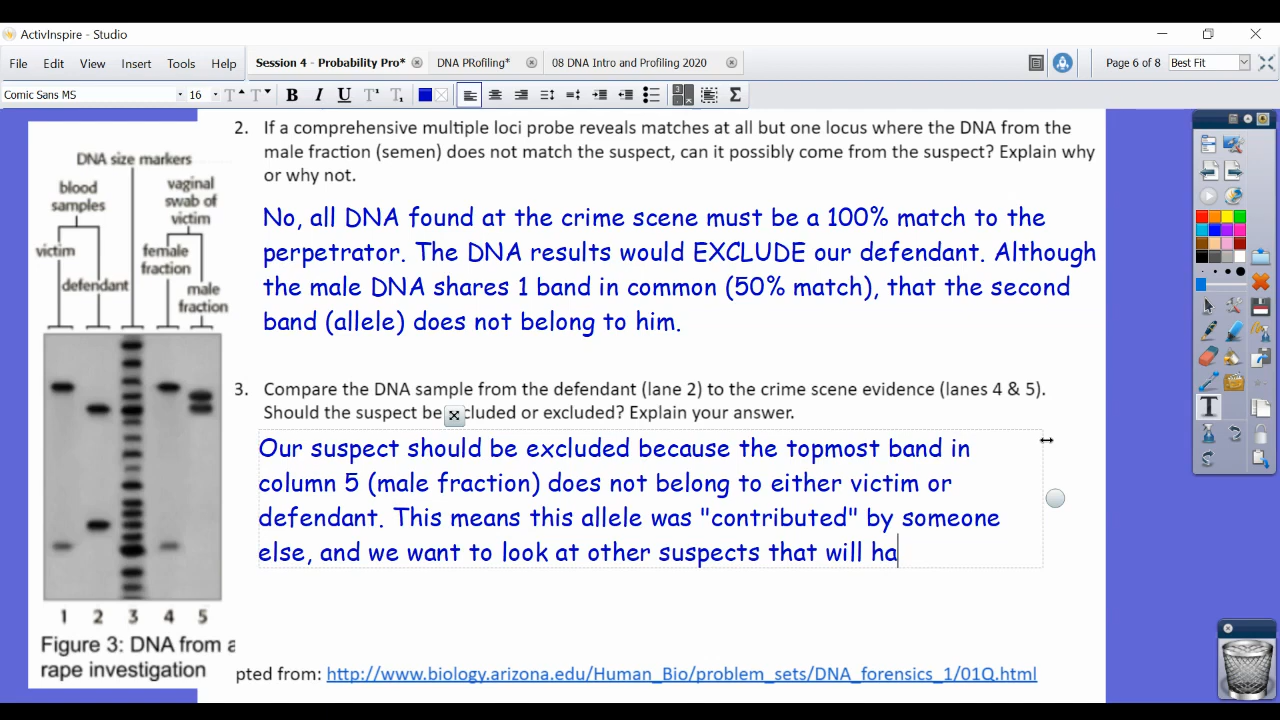 ActivInspire - Studio
File Edit View Insert Tools Help
Session 4 - Probability Pro* DNA PRofiling* 08 DNA Intro and Profiling 2020
Page 6 of 8 Best Fit
Comic Sans MS 16 B I U
2. If a comprehensive multiple loci probe reveals matches at all but one locus where the DNA from the
male fraction (semen) does not match the suspect, can it possibly come from the suspect? Explain why
or why not.
No, all DNA found at the crime scene must be a 100% match to the
perpetrator. The DNA results would EXCLUDE our defendant. Although
the male DNA shares 1 band in common (50% match), that the second
band (allele) does not belong to him.
3. Compare the DNA sample from the defendant (lane 2) to the crime scene evidence (lanes 4 & 5).
Should the suspect be cluded or excluded? Explain your answer.
Our suspect should be excluded because the topmost band in
column 5 (male fraction) does not belong to either victim or
defendant. This means this allele was "contributed" by someone
else, and we want to look at other suspects that will ha
DNA size markers
blood
samples
vaginal
swab of
victim
victim
defendant
female
fraction
male
fraction
1 2 3 4 5
Figure 3: DNA from a
rape investigation
pted from: http://www.biology.arizona.edu/Human_Bio/problem_sets/DNA_forensics_1/01Q.html